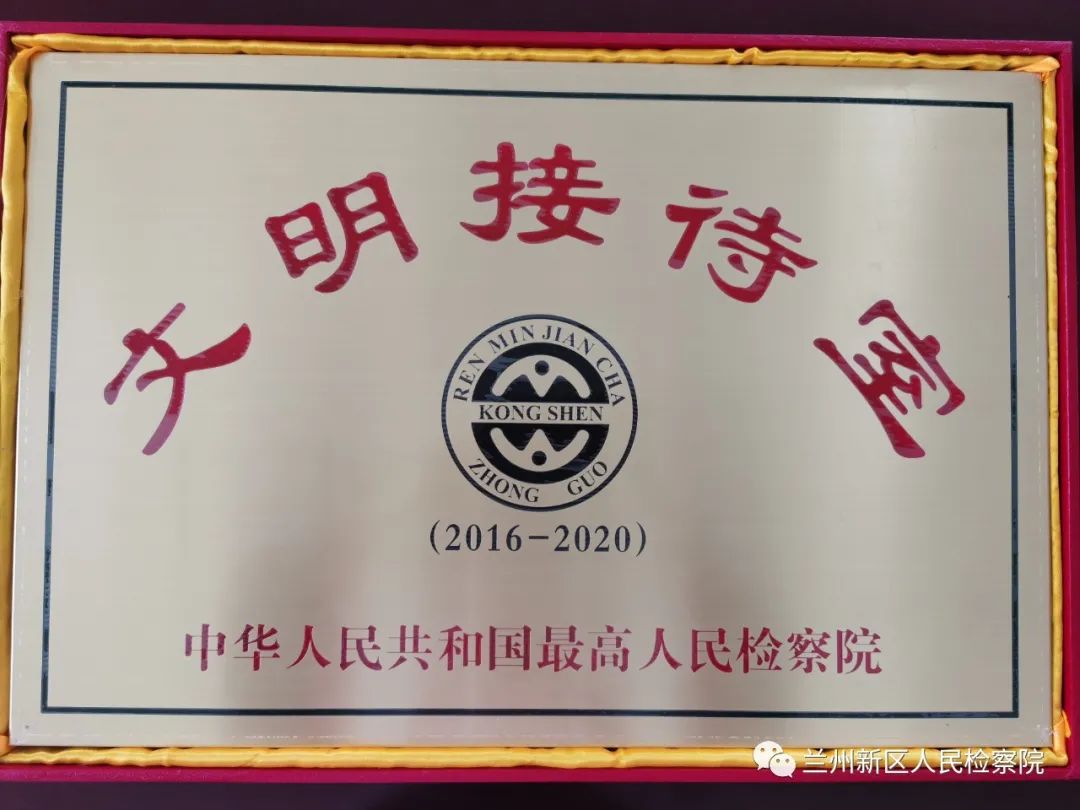 文明接待室
REN MIN JIAN CHA
KONG SHEN
ZHONG GUO
(2016-2020)
中华人民共和国最高人民检察院
兰州新区人民检察院